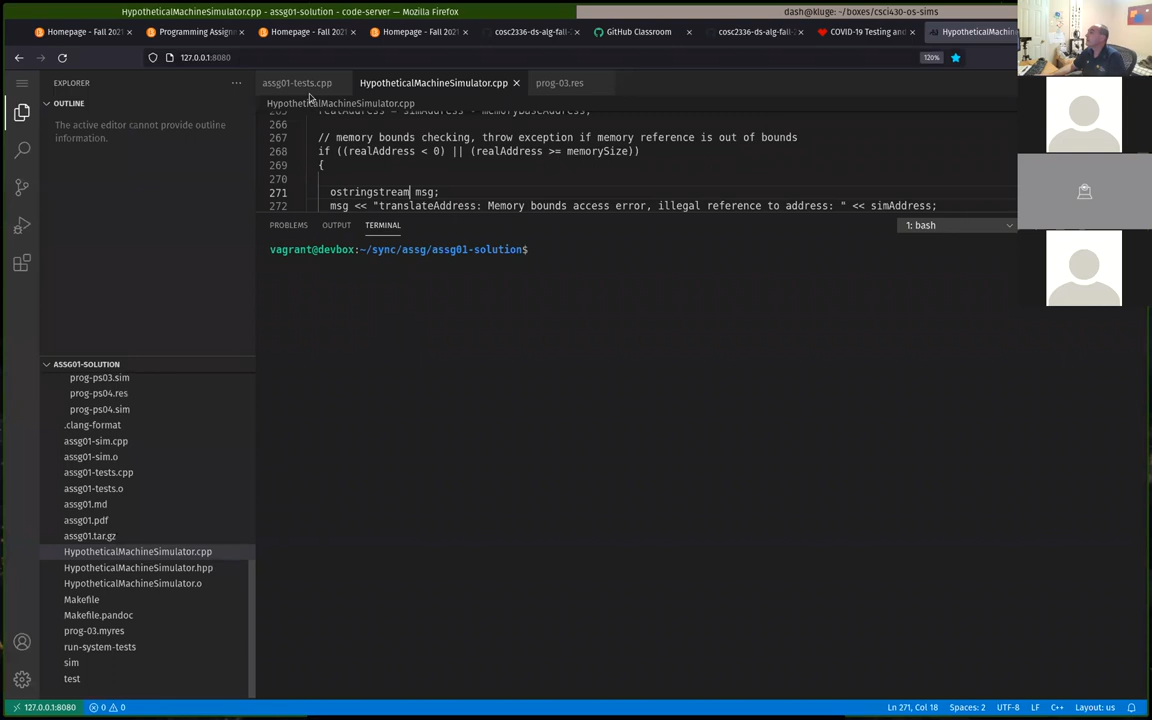 HypotheticalMachineSimulator.cpp - assg01-solution - code-server — Mozilla Firefox
dash@kluge: ~/boxes/csci430-os-sims
Homepage - Fall 2021
Programming Assignm
Homepage - Fall 2021
Homepage - Fall 2021
cosc2336-ds-alg-fall-2
GitHub Classroom
cosc2336-ds-alg-fall-2
COVID-19 Testing and
HypotheticalMachine
127.0.0.1:8080
120%
EXPLORER
assg01-tests.cpp
HypotheticalMachineSimulator.cpp
prog-03.res
OUTLINE
HypotheticalMachineSimulator.cpp
The active editor cannot provide outline
information.
265 realAddress = simAddress - memoryBaseAddress;
266
267 // memory bounds checking, throw exception if memory reference is out of bounds
268 if ((realAddress < 0) || (realAddress >= memorySize))
269 {
270
271 ostringstream msg;
272 msg << "translateAddress: Memory bounds access error, illegal reference to address: " << simAddress;
PROBLEMS OUTPUT TERMINAL
1: bash
vagrant@devbox:~/sync/assg/assg01-solution$
ASSG01-SOLUTION
prog-ps03.sim
prog-ps04.res
prog-ps04.sim
.clang-format
assg01-sim.cpp
assg01-sim.o
assg01-tests.cpp
assg01-tests.o
assg01.md
assg01.pdf
assg01.tar.gz
HypotheticalMachineSimulator.cpp
HypotheticalMachineSimulator.hpp
HypotheticalMachineSimulator.o
Makefile
Makefile.pandoc
prog-03.myres
run-system-tests
sim
test
127.0.0.1:8080
0
0
Ln 271, Col 18
Spaces: 2
UTF-8
LF
C++
Layout: us